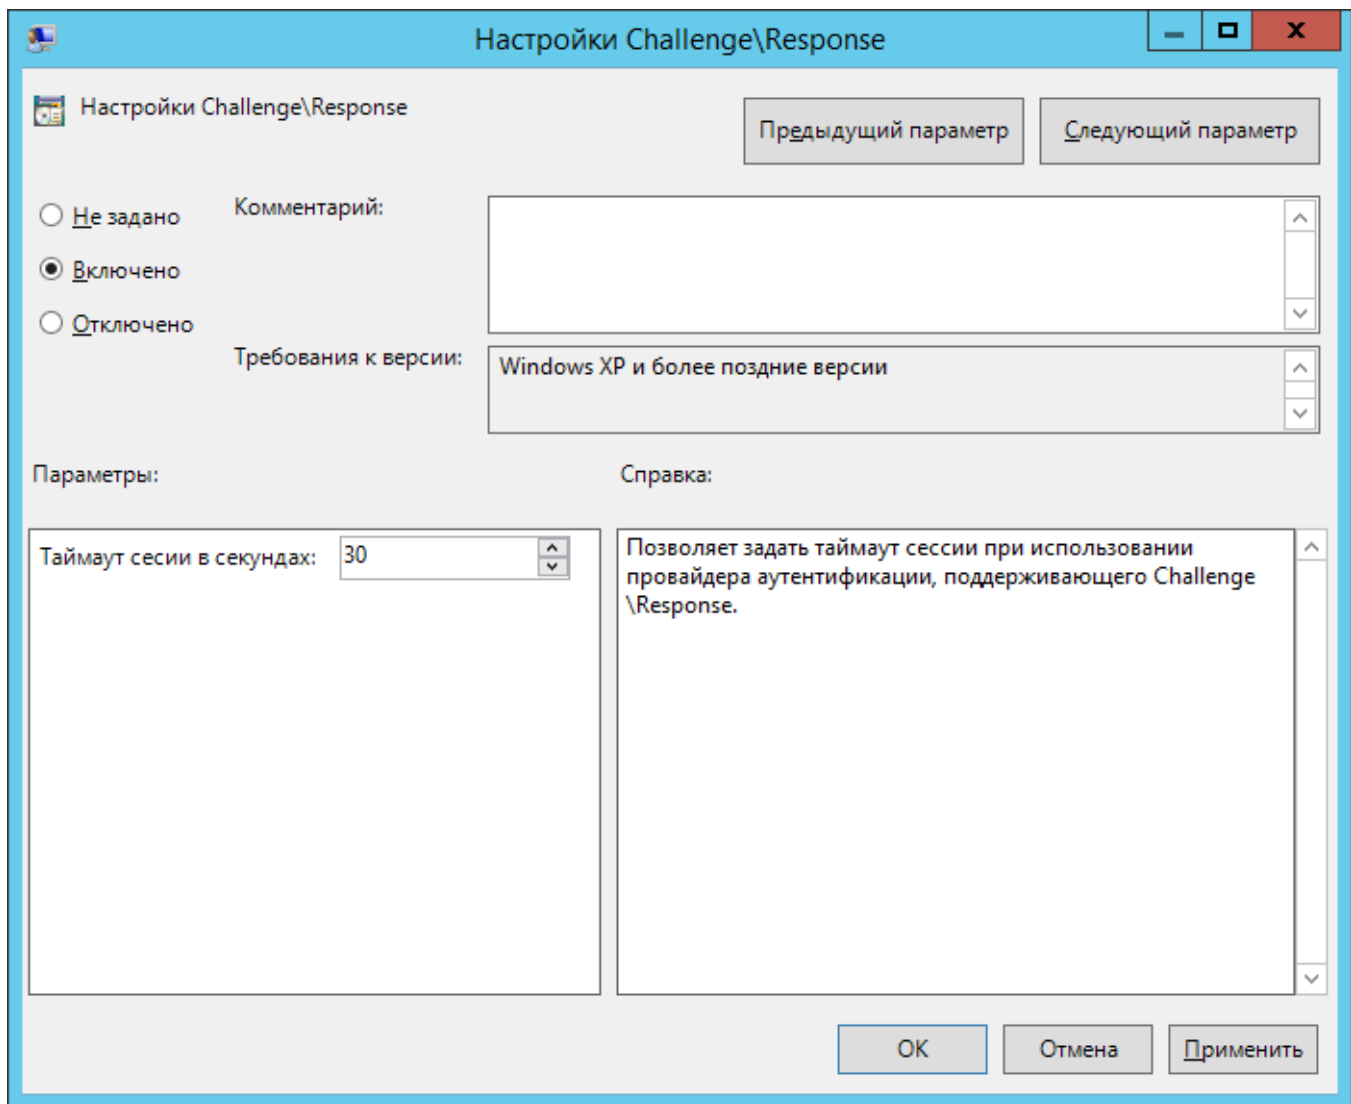 Настройки Challenge\Response
Настройки Challenge\Response
Предыдущий параметр
Следующий параметр
Не задано
Комментарий:
Включено
Отключено
Требования к версии:
Windows XP и более поздние версии
Параметры:
Справка:
Таймаут сесии в секундах:
30
Позволяет задать таймаут сессии при использовании
провайдера аутентификации, поддерживающего Challenge
\Response.
OK
Отмена
Применить